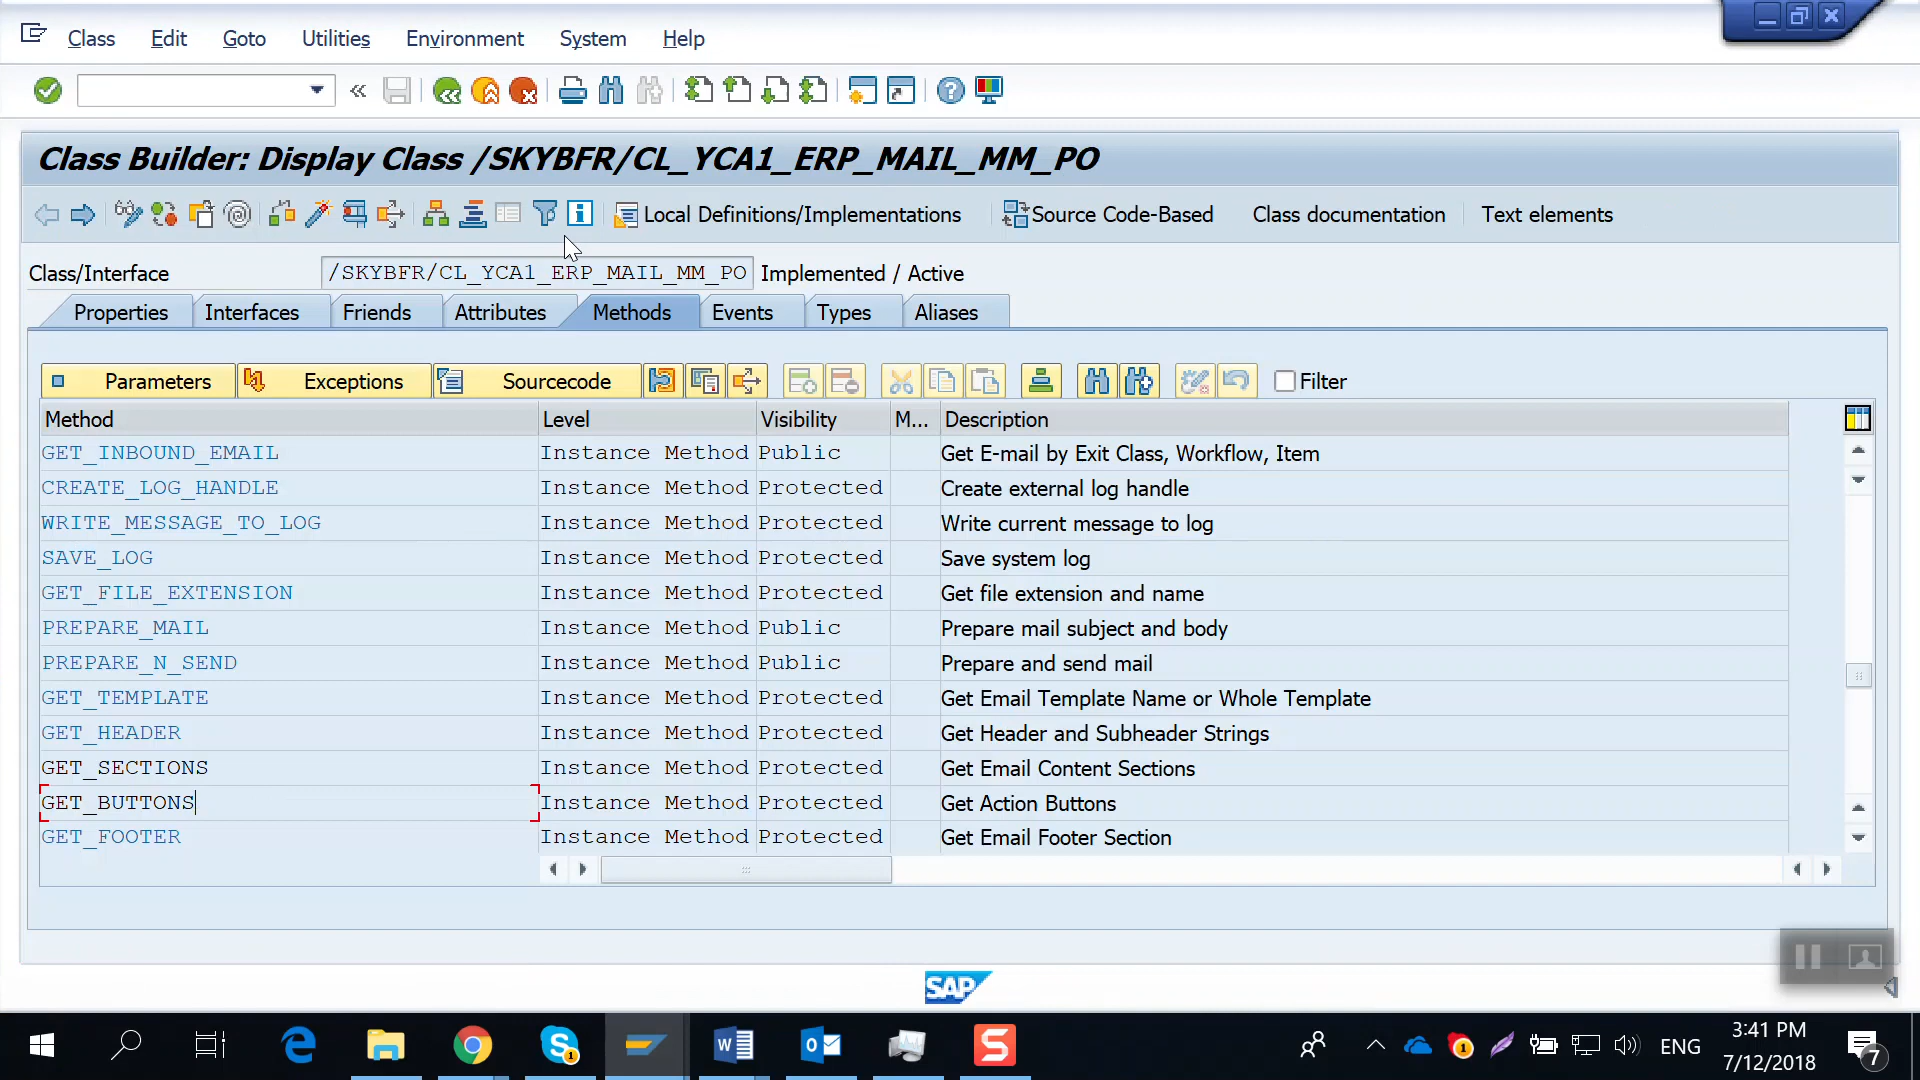 Class Edit Goto Utilities Environment System Help
Class Builder: Display Class /SKYBFR/CL_YCA1_ERP_MAIL_MM_PO
Local Definitions/Implementations Source Code-Based Class documentation Text elements
Class/Interface /SKYBFR/CL_YCA1_ERP_MAIL_MM_PO Implemented / Active
Properties Interfaces Friends Attributes Methods Events Types Aliases
Parameters Exceptions Sourcecode Filter
Method Level Visibility M... Description
GET_INBOUND_EMAIL Instance Method Public Get E-mail by Exit Class, Workflow, Item
CREATE_LOG_HANDLE Instance Method Protected Create external log handle
WRITE_MESSAGE_TO_LOG Instance Method Protected Write current message to log
SAVE_LOG Instance Method Protected Save system log
GET_FILE_EXTENSION Instance Method Protected Get file extension and name
PREPARE_MAIL Instance Method Public Prepare mail subject and body
PREPARE_N_SEND Instance Method Public Prepare and send mail
GET_TEMPLATE Instance Method Protected Get Email Template Name or Whole Template
GET_HEADER Instance Method Protected Get Header and Subheader Strings
GET_SECTIONS Instance Method Protected Get Email Content Sections
GET_BUTTONS Instance Method Protected Get Action Buttons
GET_FOOTER Instance Method Protected Get Email Footer Section
SAP
ENG
3:41 PM
7/12/2018
7